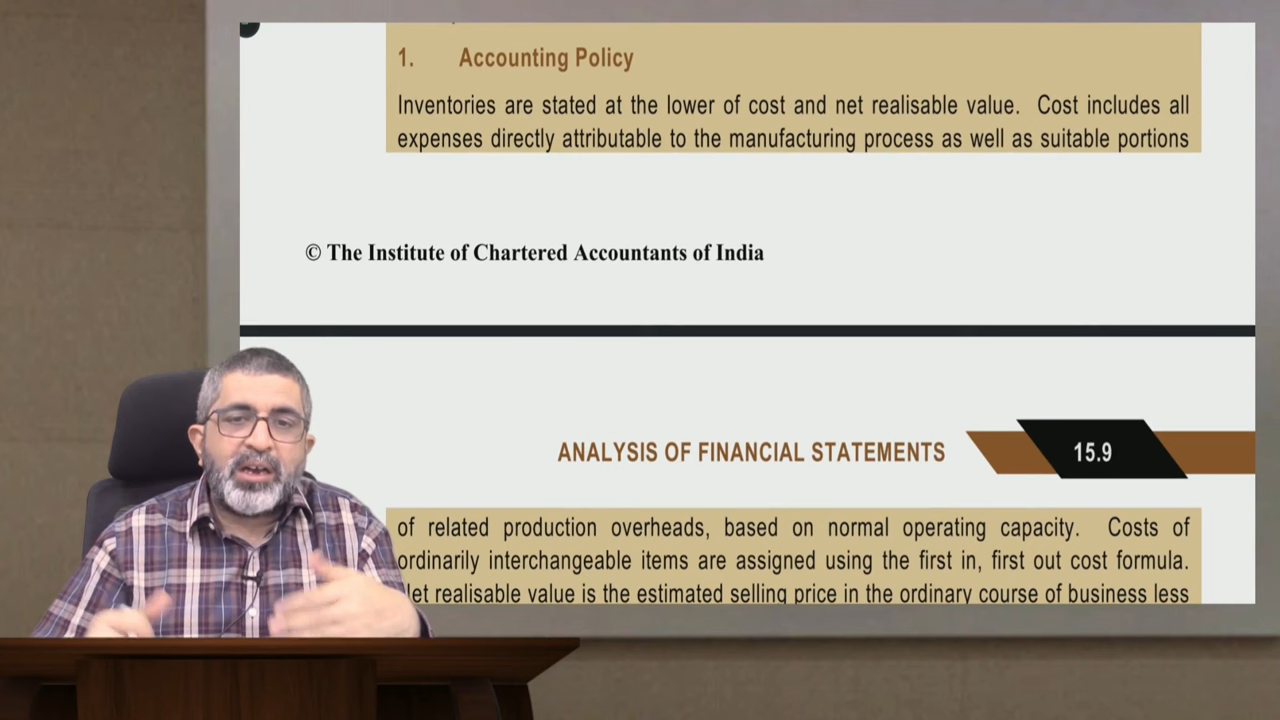 1. Accounting Policy
Inventories are stated at the lower of cost and net realisable value. Cost includes all
expenses directly attributable to the manufacturing process as well as suitable portions
© The Institute of Chartered Accountants of India
ANALYSIS OF FINANCIAL STATEMENTS 15.9
of related production overheads, based on normal operating capacity. Costs of
ordinarily interchangeable items are assigned using the first in, first out cost formula.
Net realisable value is the estimated selling price in the ordinary course of business less